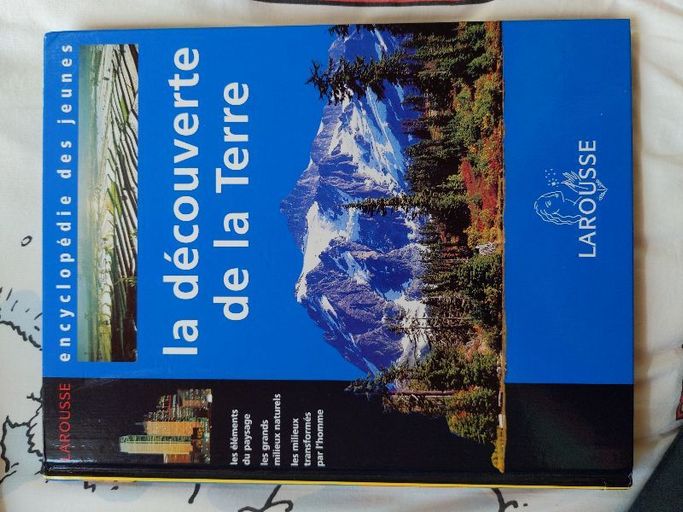 LAROUSSE encyclopédie des jeunes
la découverte
de la Terre
les éléments
du paysage
les grands
milieux naturels
les milieux
transformés
par l'homme
LAROUSSE